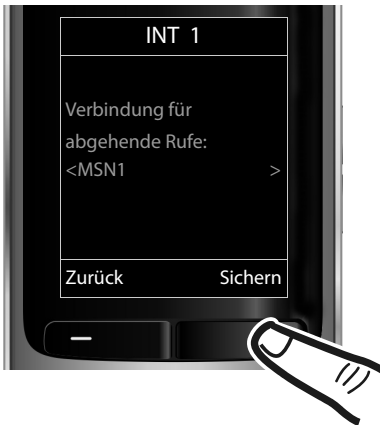 INT 1
Verbindung für
abgehende Rufe:
<MSN1 >
Zurück Sichern